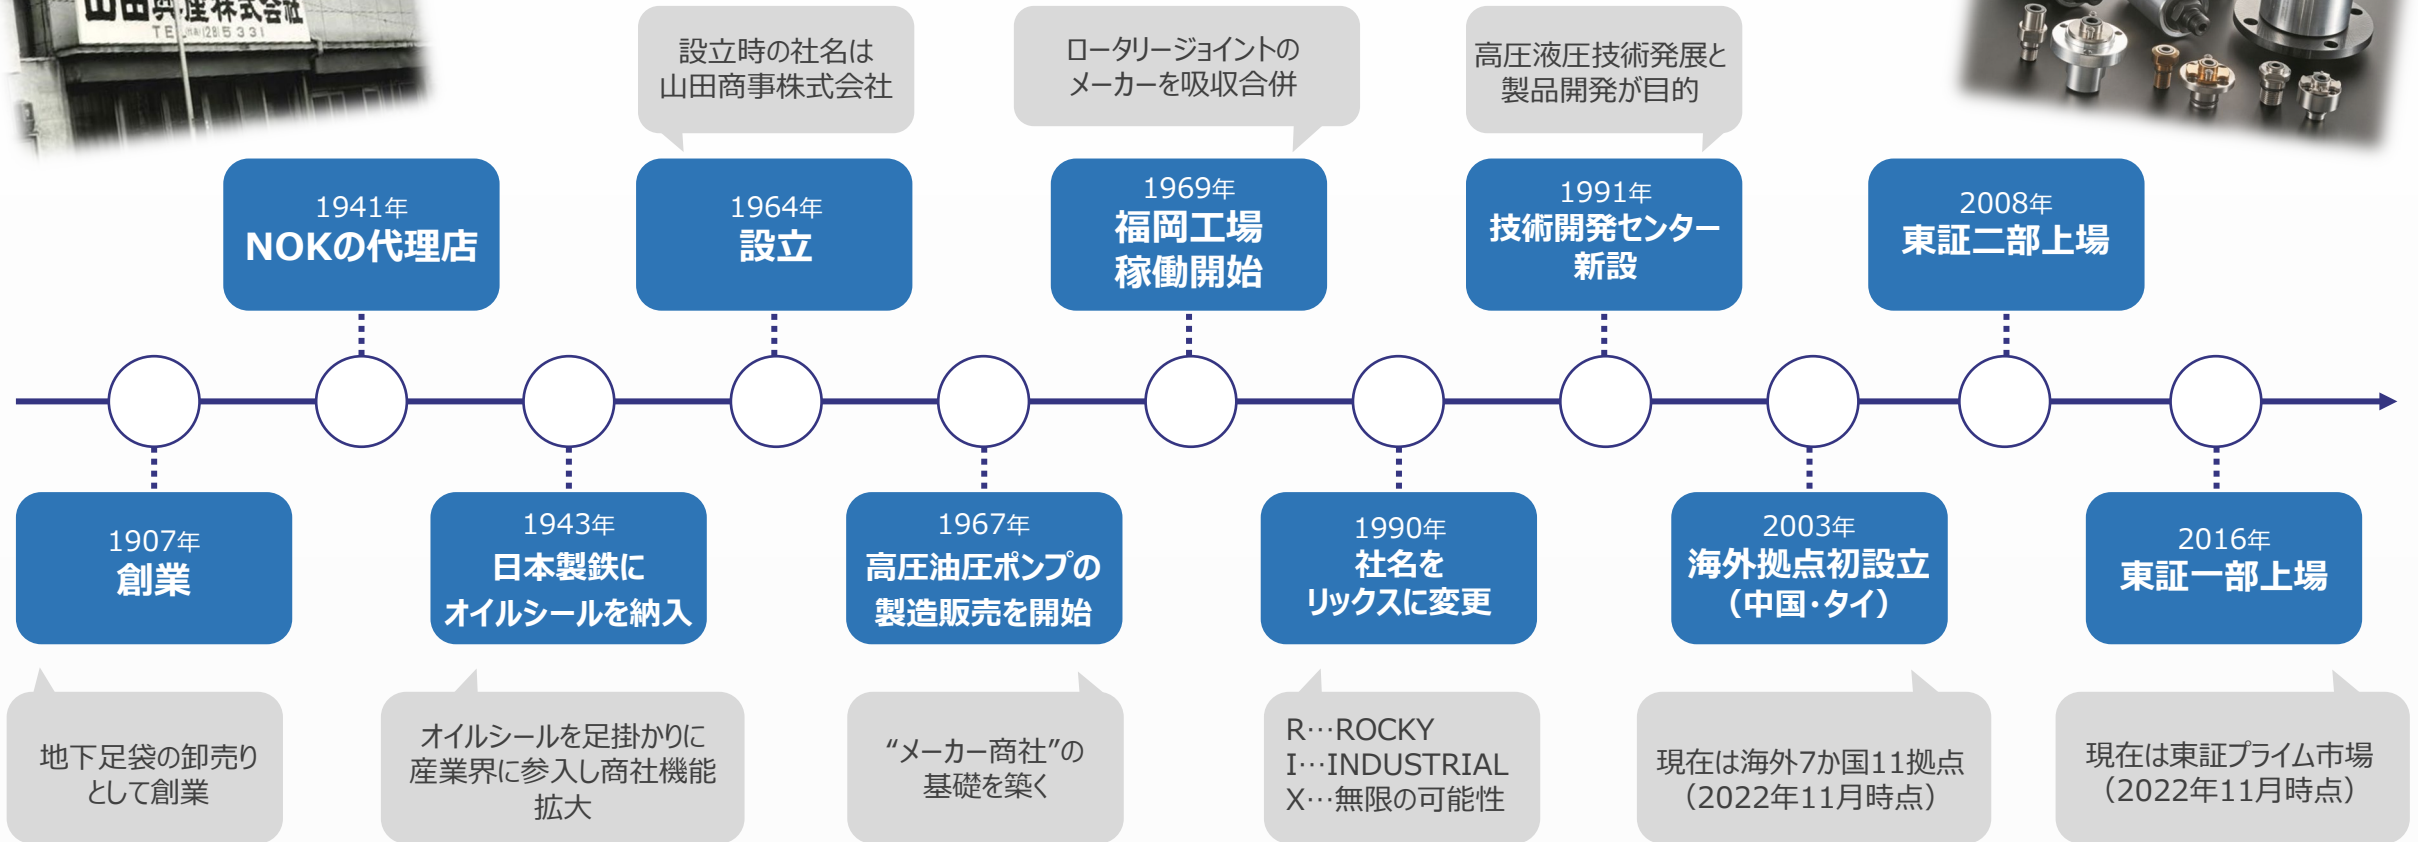 山田興産株式会社
設立時の社名は
山田商事株式会社
ロータリージョイントの
メーカーを吸収合併
高圧液圧技術発展と
製品開発が目的
1941年
NOKの代理店
1964年
設立
1969年
福岡工場
稼働開始
1991年
技術開発センター
新設
2008年
東証二部上場
1907年
創業
1943年
日本製鉄に
オイルシールを納入
1967年
高圧油圧ポンプの
製造販売を開始
1990年
社名を
リックスに変更
2003年
海外拠点初設立
（中国・タイ）
2016年
東証一部上場
地下足袋の卸売り
として創業
オイルシールを足掛かりに
産業界に参入し商社機能
拡大
“メーカー商社”の
基礎を築く
R…ROCKY
I…INDUSTRIAL
X…無限の可能性
現在は海外7か国11拠点
（2022年11月時点）
現在は東証プライム市場
（2022年11月時点）